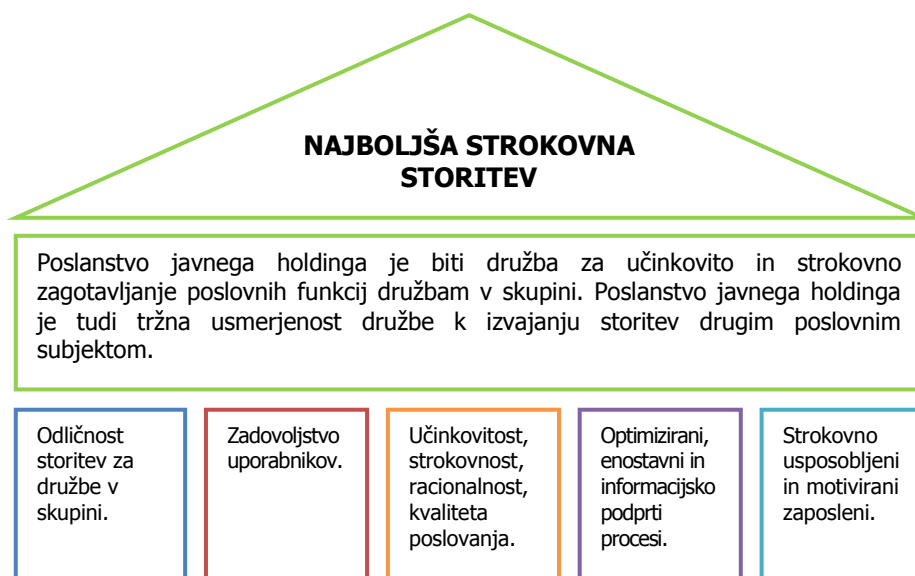 NAJBOLJŠA STROKOVNA
STORITEV
Poslanstvo javnega holdinga je biti družba za učinkovito in strokovno
zagotavljanje poslovnih funkcij družbam v skupini. Poslanstvo javnega holdinga
je tudi tržna usmerjenost družbe k izvajanju storitev drugim poslovnim
subjektom.
Odličnost
storitev za
družbe v
skupini.
Zadovoljstvo
uporabnikov.
Učinkovitost,
strokovnost,
racionalnost,
kvaliteta
poslovanja.
Optimizirani,
enostavni in
informacijsko
podprti
procesi.
Strokovno
usposobljeni
in motivirani
zaposleni.